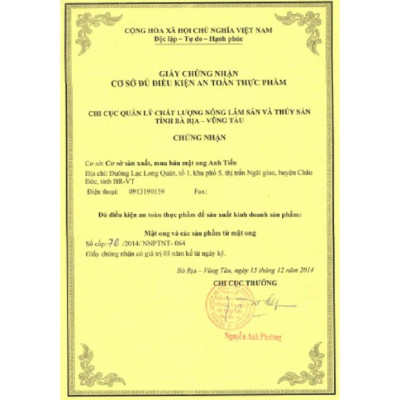 CỘNG HÒA XÃ HỘI CHỦ NGHĨA VIỆT NAM
Độc lập – Tự do – Hạnh phúc
GIẤY CHỨNG NHẬN
CƠ SỞ ĐỦ ĐIỀU KIỆN AN TOÀN THỰC PHẨM
CHI CỤC QUẢN LÝ CHẤT LƯỢNG NÔNG LÂM SẢN VÀ THỦY SẢN
TỈNH BÀ RỊA – VŨNG TÀU
CHỨNG NHẬN
Cơ sở: Cơ sở sản xuất, mua bán mật ong Anh Tiến
Địa chỉ: Đường Lạc Long Quân, tổ 1, khu phố 5, thị trấn Ngãi giao, huyện Châu
Đức, tỉnh BR-VT
Điện thoại: 0913190159 Fax:
Đủ điều kiện an toàn thực phẩm để sản xuất kinh doanh sản phẩm:
Mật ong và các sản phẩm từ mật ong
Số cấp: 70 /2014/ NNPTNT- 064
Giấy chứng nhận có giá trị 03 năm kể từ ngày ký.
Bà Rịa – Vũng Tàu, ngày 15 tháng 12 năm 2014
CHI CỤC TRƯỞNG
Nguyễn Anh Phương